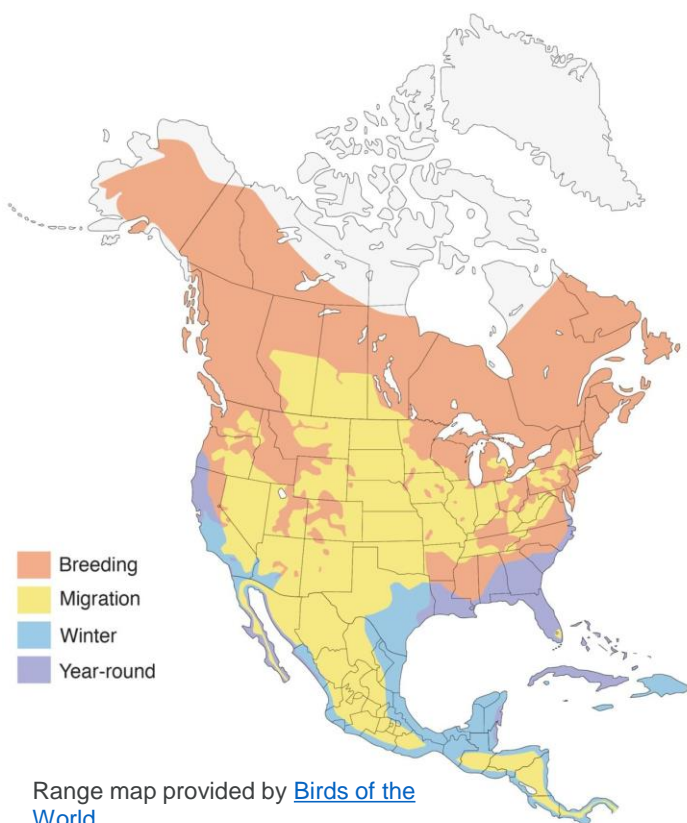 Breeding
Migration
Winter
Year-round
Range map provided by Birds of the
World